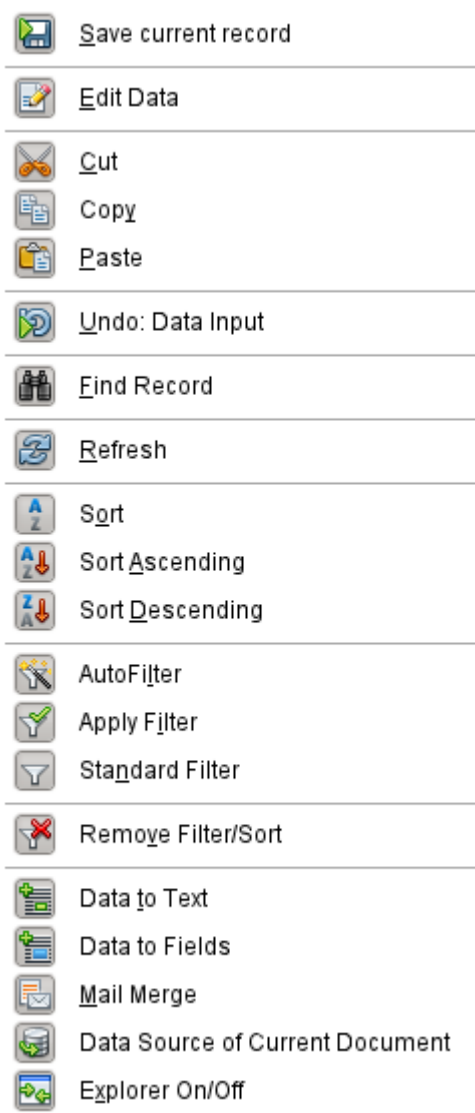 Save current record
Edit Data
Cut
Copy
Paste
Undo: Data Input
Find Record
Refresh
Sort
Sort Ascending
Sort Descending
AutoFilter
Apply Filter
Standard Filter
Remove Filter/Sort
Data to Text
Data to Fields
Mail Merge
Data Source of Current Document
Explorer On/Off